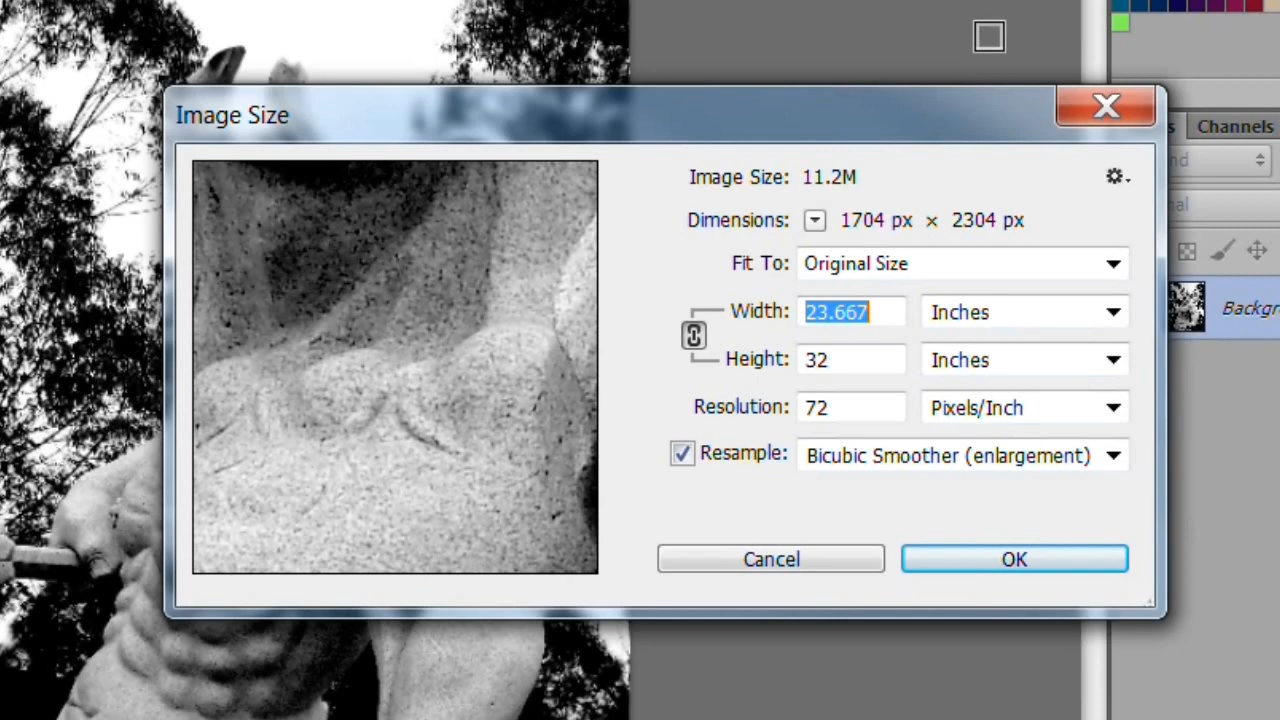 Image Size
Channels
Image Size: 11.2M
Dimensions: 1704 px × 2304 px
Fit To: Original Size
Width: 23.667 Inches
Height: 32 Inches
Resolution: 72 Pixels/Inch
Resample: Bicubic Smoother (enlargement)
Cancel OK